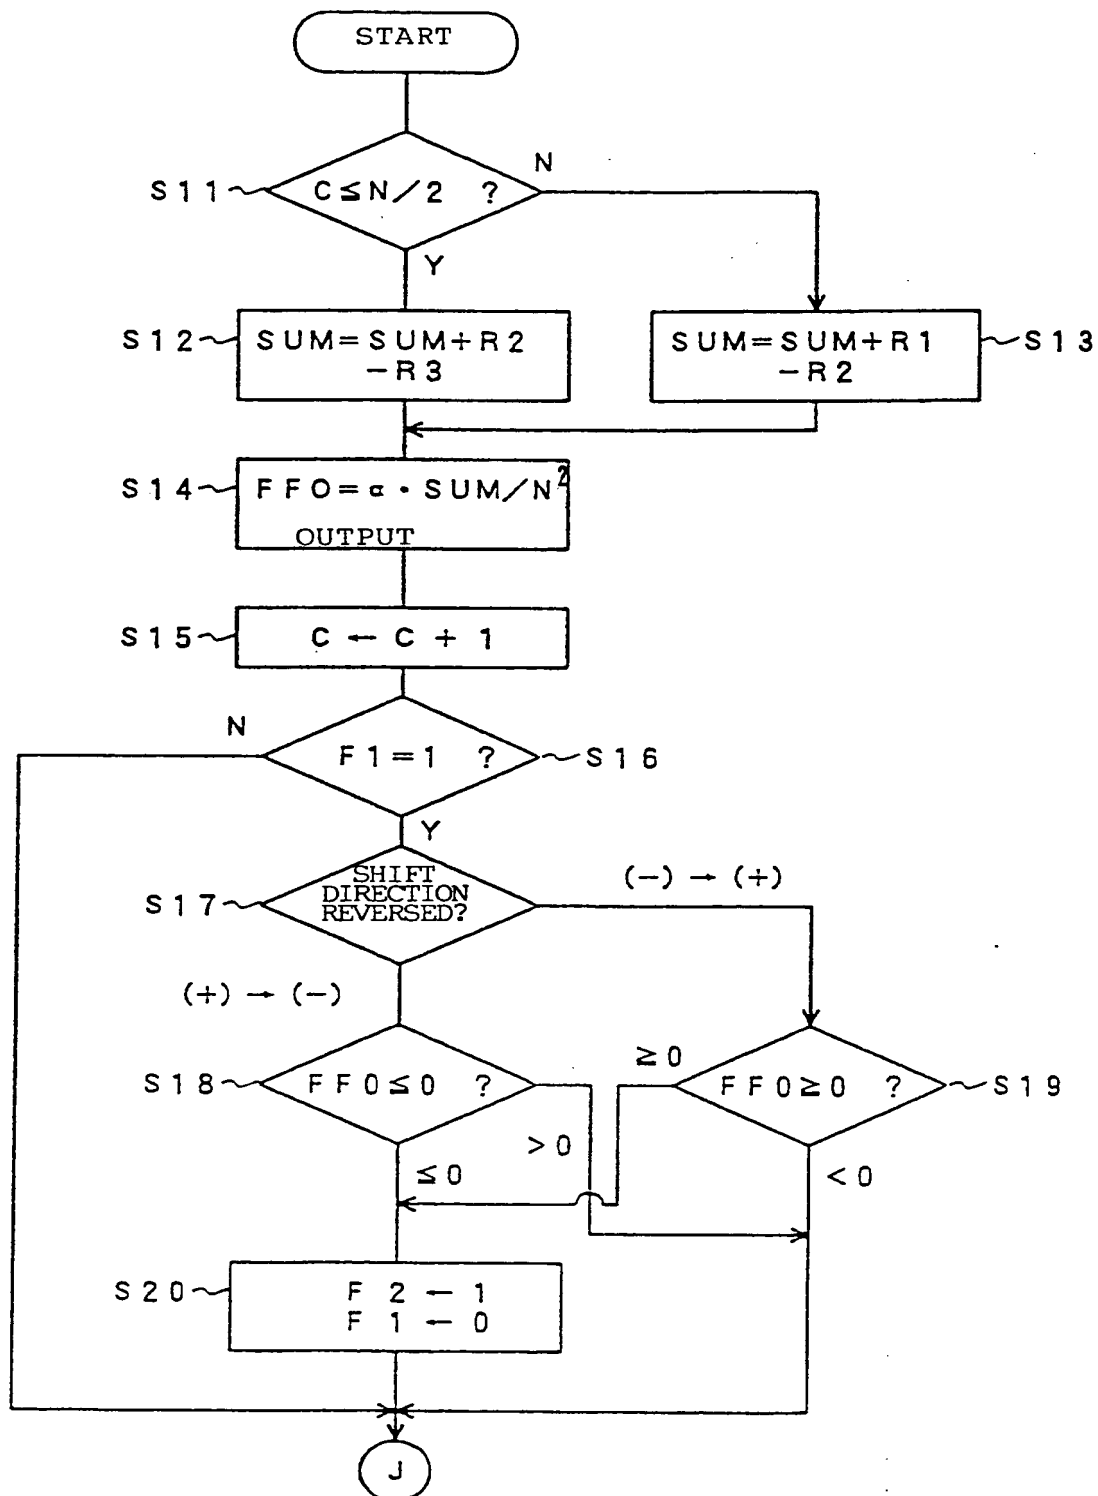 START
N
S11
C≦N/2 ?
Y
S12
SUM=SUM+R2
-R3
SUM=SUM+R1
-R2
S13
S14
FFO=α・SUM/N²
OUTPUT
S15
C ← C + 1
N
F1=1 ?
S16
Y
S17
SHIFT
DIRECTION
REVERSED?
(-) → (+)
(+) → (-)
S18
FF0≦0 ?
≧0
FF0≧0 ?
S19
>0
≦0
<0
S20
F2 ← 1
F1 ← 0
J